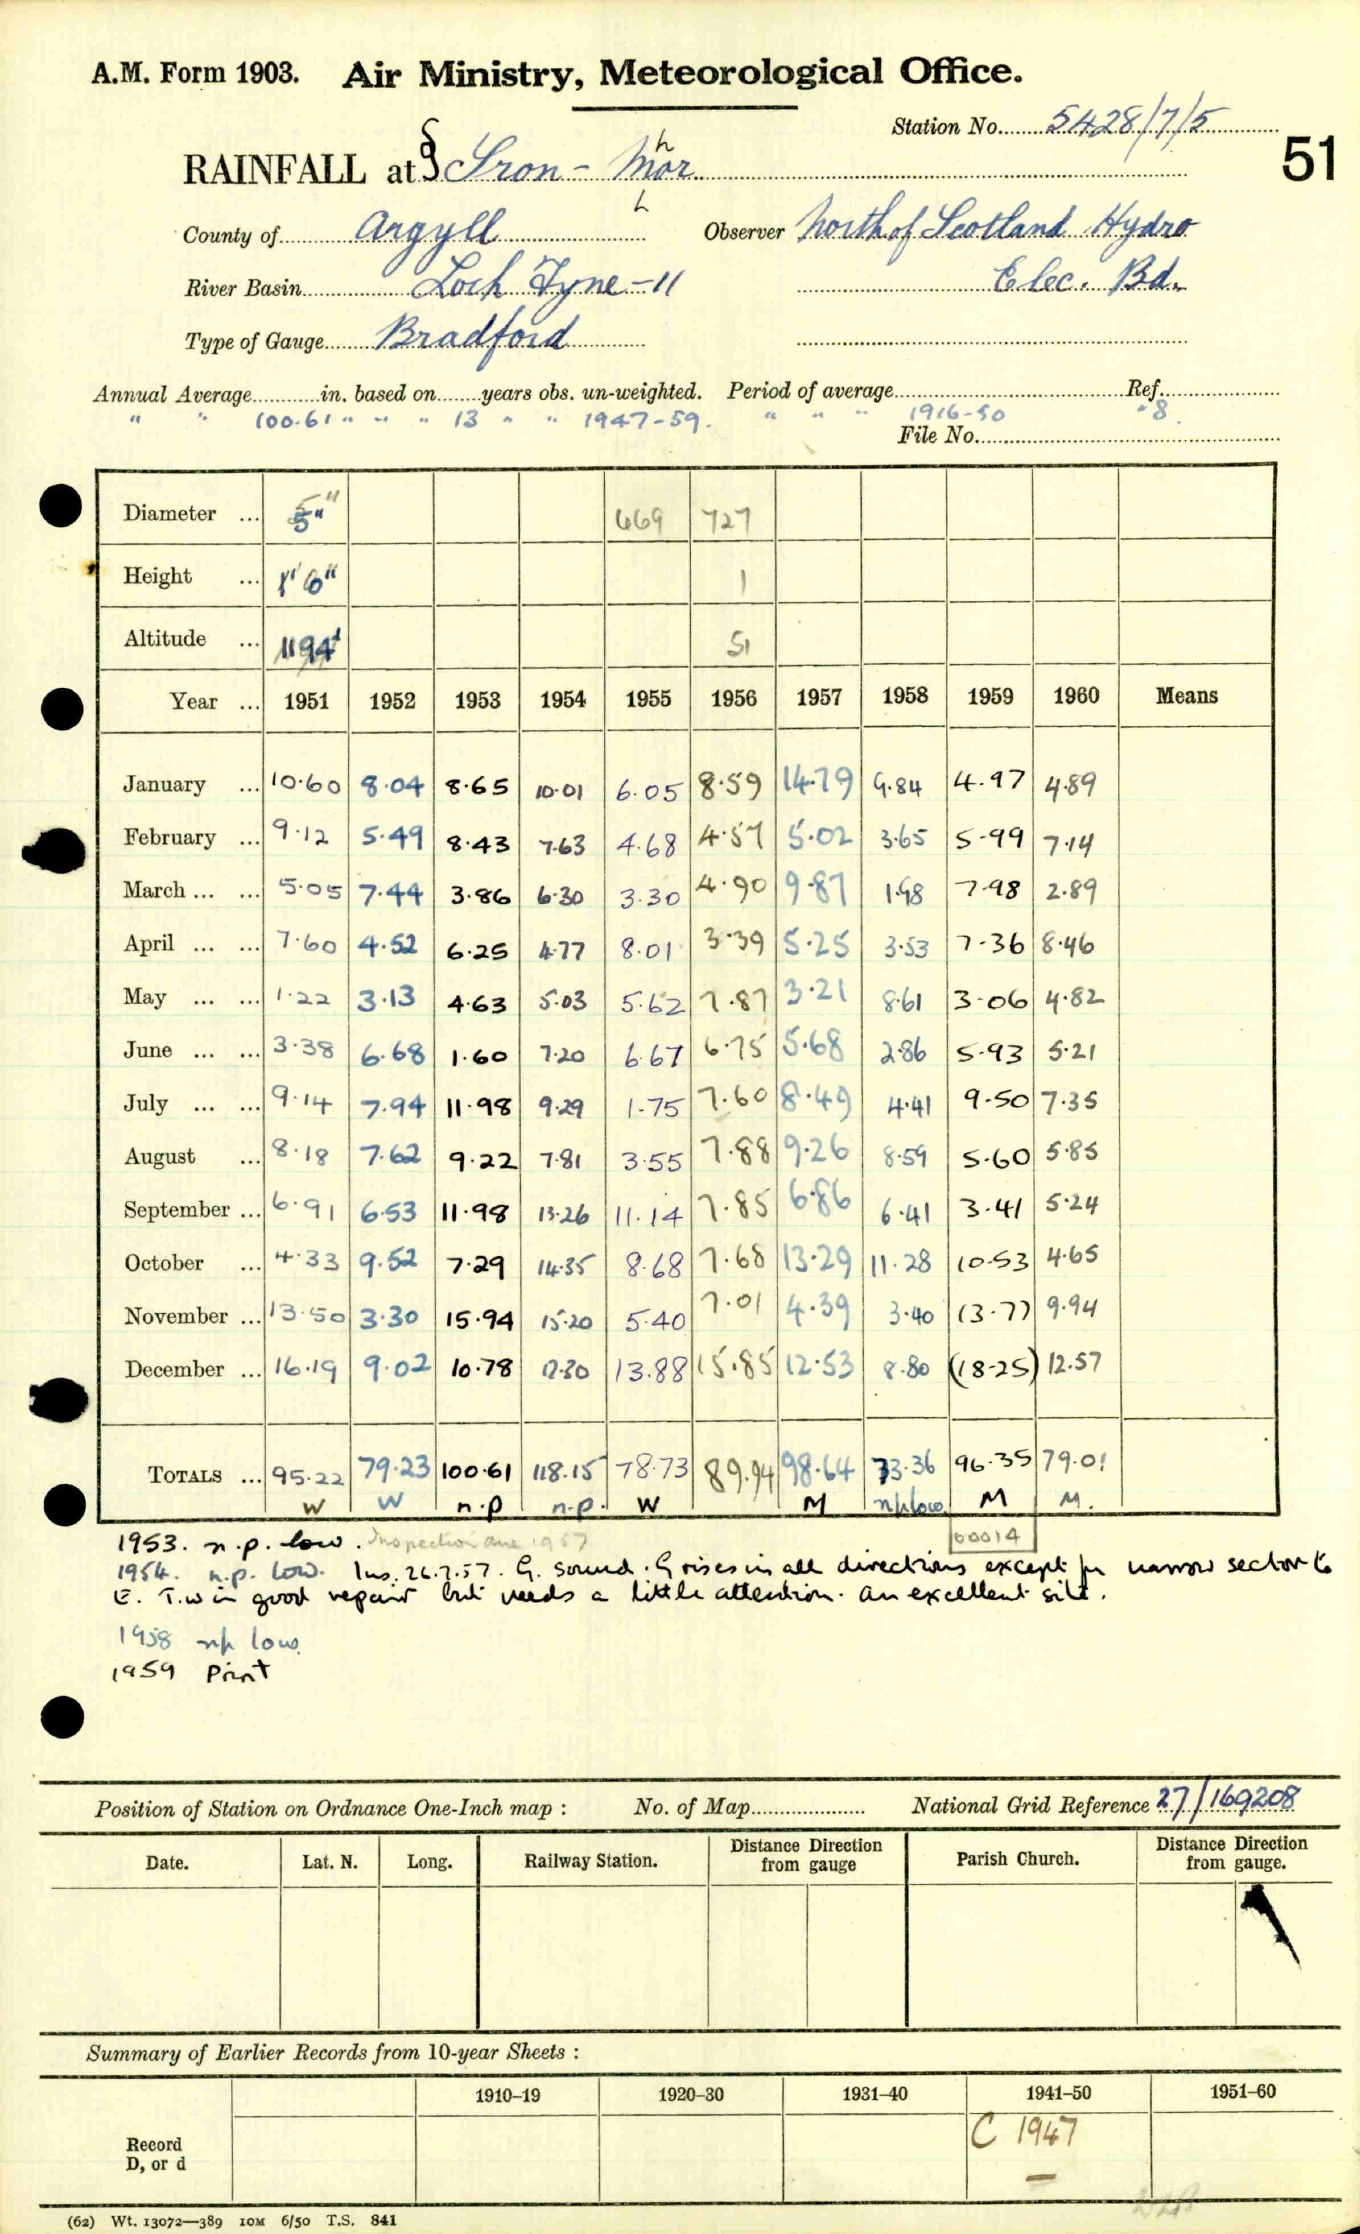 A.M. Form 1903. Air Ministry, Meteorological Office.
Station No. 5428/7/5
51
RAINFALL at § Sron - Mor
h
County of Argyll Observer North of Scotland Hydro
River Basin Loch Fyne - 11 Elec. Bd.
Type of Gauge Bradford
Annual Average in. based on years obs. un-weighted. Period of average Ref.
" " 100.61 " " " 13 " " 1947-59. " " " 1916-50 " 8.
File No.
Diameter ... 5" 669 727
Height ... 1' 0" 1
Altitude ... 1194' 51
Year ... 1951 1952 1953 1954 1955 1956 1957 1958 1959 1960 Means
January ... 10.60 8.04 8.65 10.01 6.05 8.59 14.79 9.84 4.97 4.89
February ... 9.12 5.49 8.43 7.63 4.68 4.57 5.02 3.65 5.99 7.14
March ... ... 5.05 7.44 3.86 6.30 3.30 4.90 9.87 1.98 7.98 2.89
April ... ... 7.60 4.52 6.25 4.77 8.01 3.39 5.25 3.53 7.36 8.46
May ... ... 1.22 3.13 4.63 5.03 5.62 7.87 3.21 8.61 3.06 4.82
June ... ... 3.38 6.68 1.60 7.20 6.67 6.75 5.68 2.86 5.93 5.21
July ... ... 9.14 7.94 11.98 9.29 1.75 7.60 8.49 4.41 9.50 7.35
August ... 8.18 7.62 9.22 7.81 3.55 7.88 9.26 8.59 5.60 5.85
September ... 6.91 6.53 11.98 13.26 11.14 7.85 6.86 6.41 3.41 5.24
October ... 4.33 9.52 7.29 14.35 8.68 7.68 13.29 11.28 10.53 4.65
November ... 13.50 3.30 15.94 15.20 5.40 7.01 4.39 3.40 (3.77) 9.94
December ... 16.19 9.02 10.78 17.30 13.88 15.85 12.53 8.80 (18.25) 12.57
TOTALS ... 95.22 79.23 100.61 118.15 78.73 89.94 98.64 73.36 96.35 79.01
W W n.p n.p. W M np low M M.
1953. n.p. low. Inspection due 1957 60014
1954. n.p. low. Ins. 26.7.57. G. sound. G rises in all directions except for narrow sector to
E. T.W in good repair but needs a little attention. An excellent site.
1958 np low
1959 Print
Position of Station on Ordnance One-Inch map : No. of Map National Grid Reference 27/169208
Date. Lat. N. Long. Railway Station. Distance Direction from gauge Parish Church. Distance Direction from gauge.
Summary of Earlier Records from 10-year Sheets :
1910–19 1920–30 1931–40 1941–50 1951–60
Record
D, or d
C 1947
(62) Wt. 13072—389 10M 6/50 T.S. 841